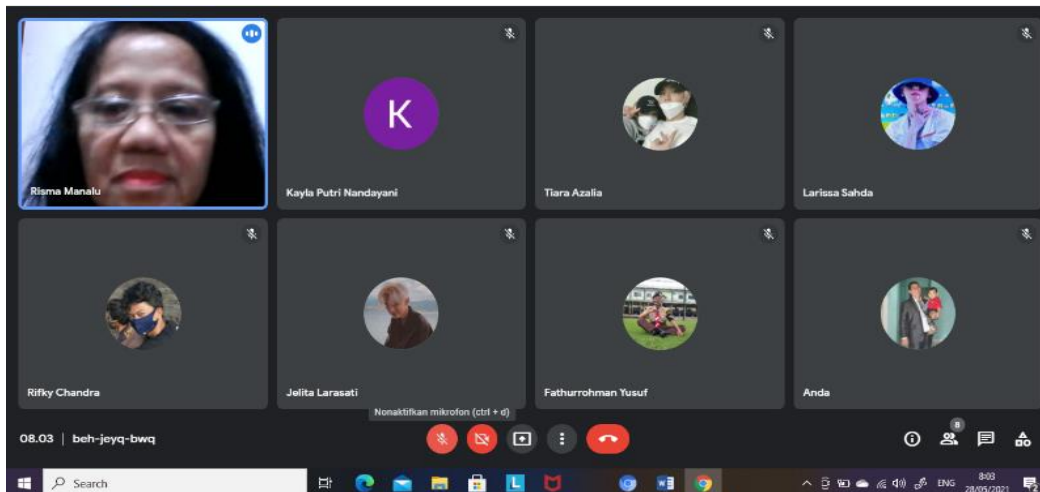 K
Risma Manalu
Kayla Putri Nandayani
Tiara Azalia
Larissa Sahda
Rifky Chandra
Jelita Larasati
Fathurrohman Yusuf
Anda
Nonaktifkan mikrofon (ctrl + d)
08.03 | beh-jeyq-bwq
8
Search
L
ENG
8:03
28/05/2021
2